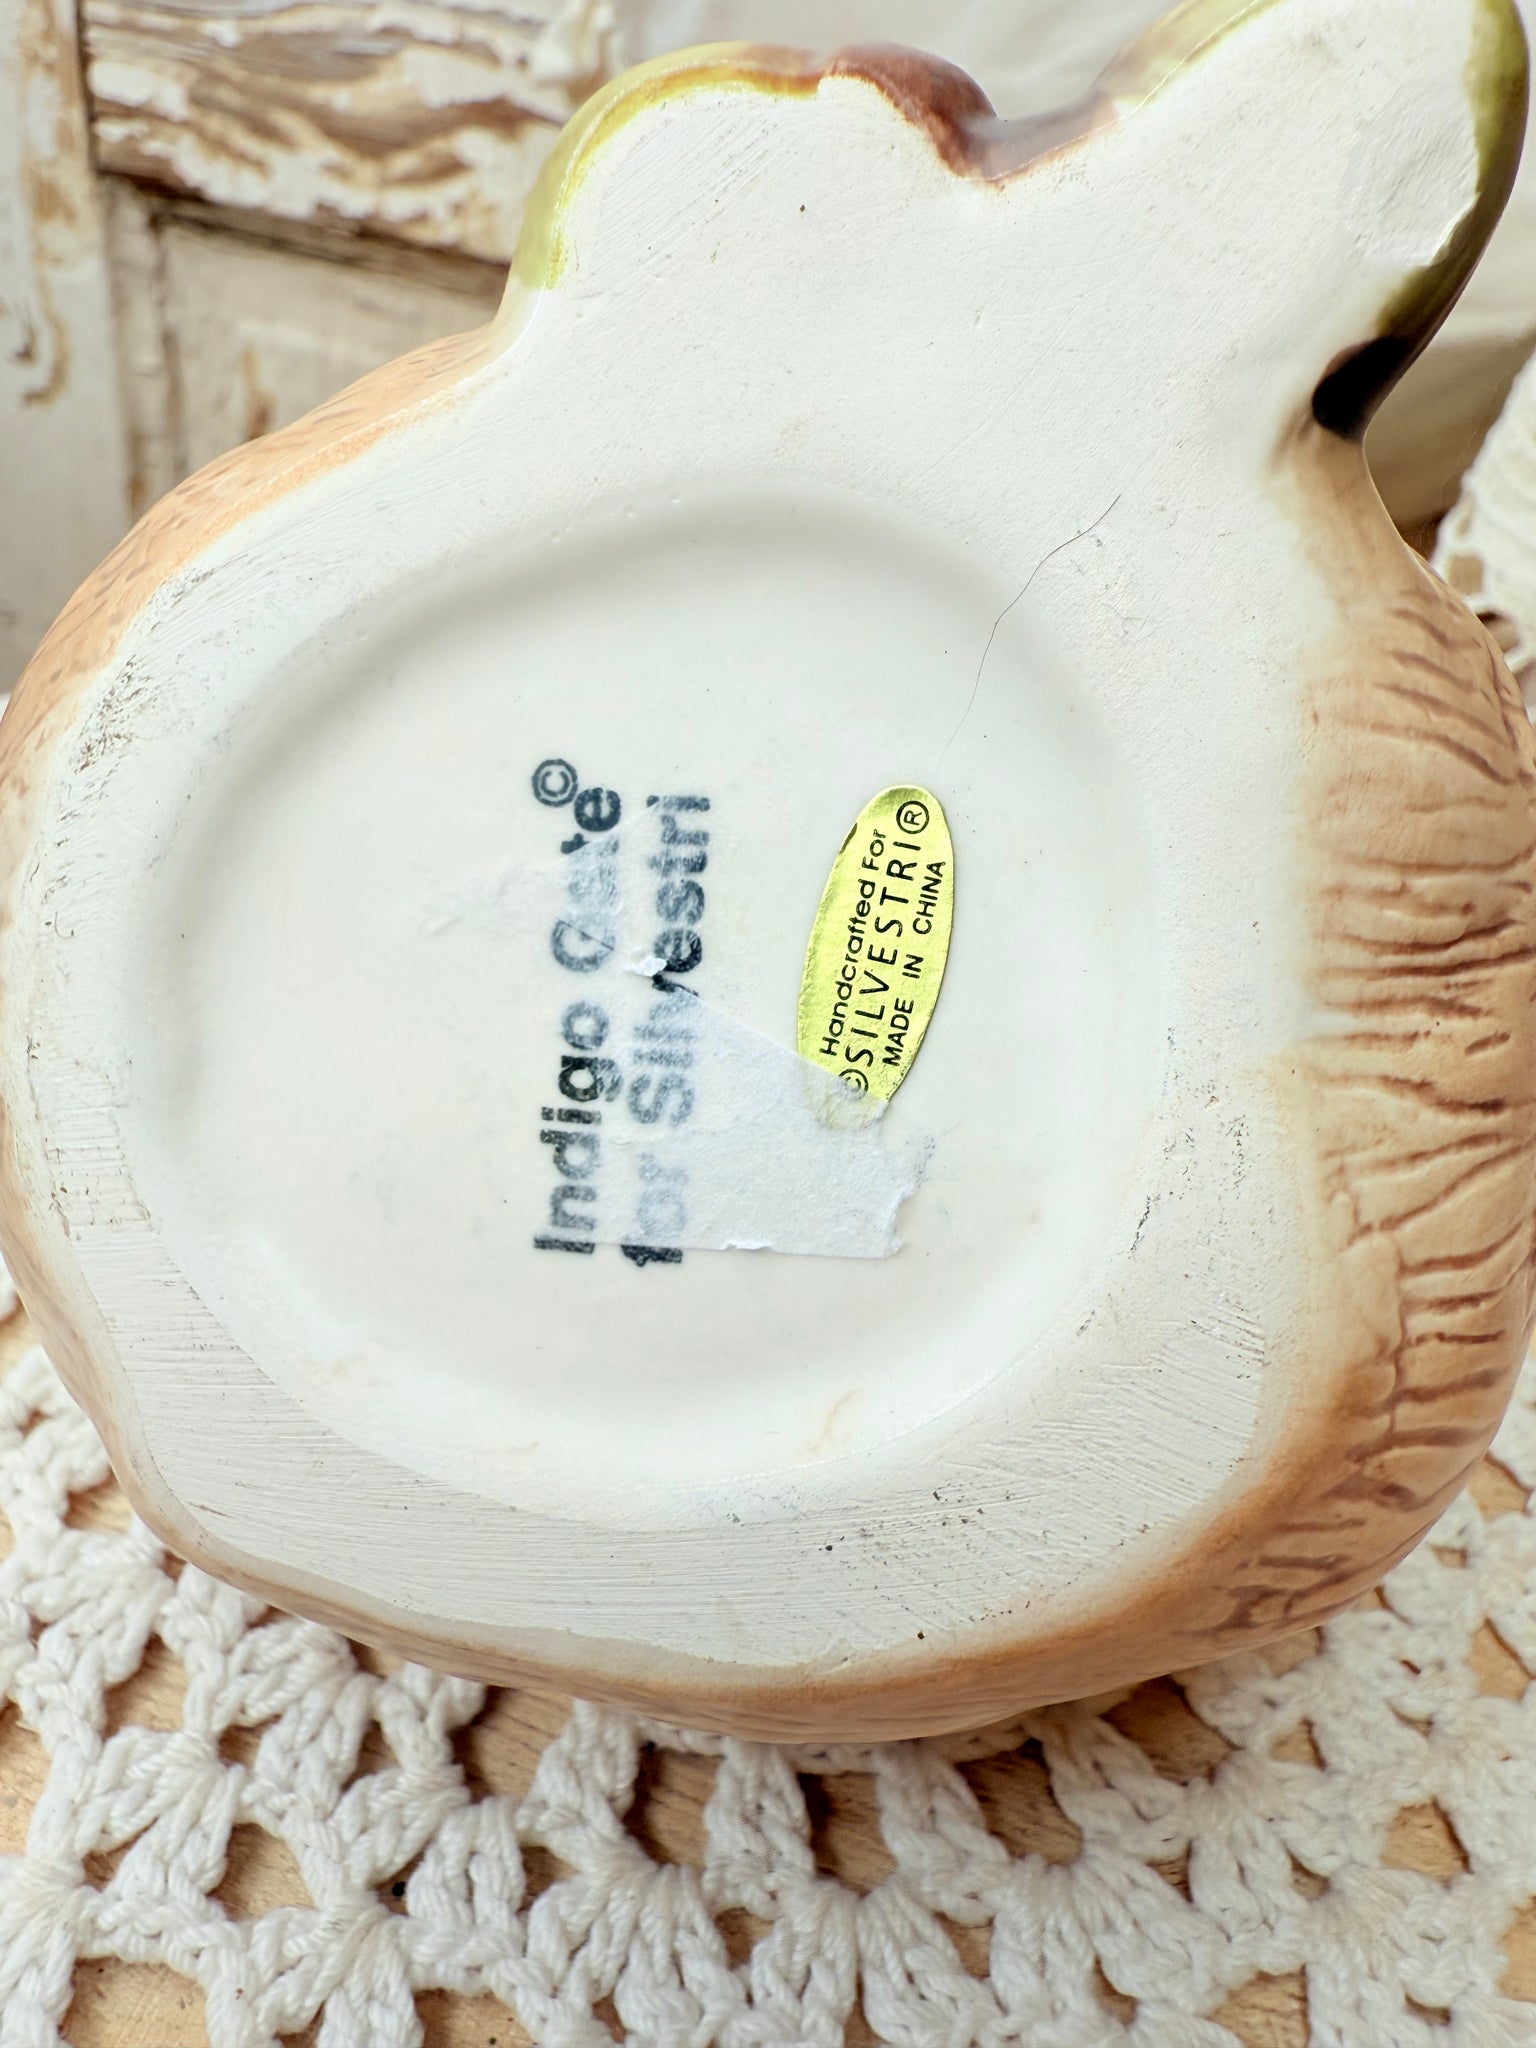 Indigo Gate©
for Silvestri
Handcrafted For
©SILVESTRI®
MADE IN CHINA